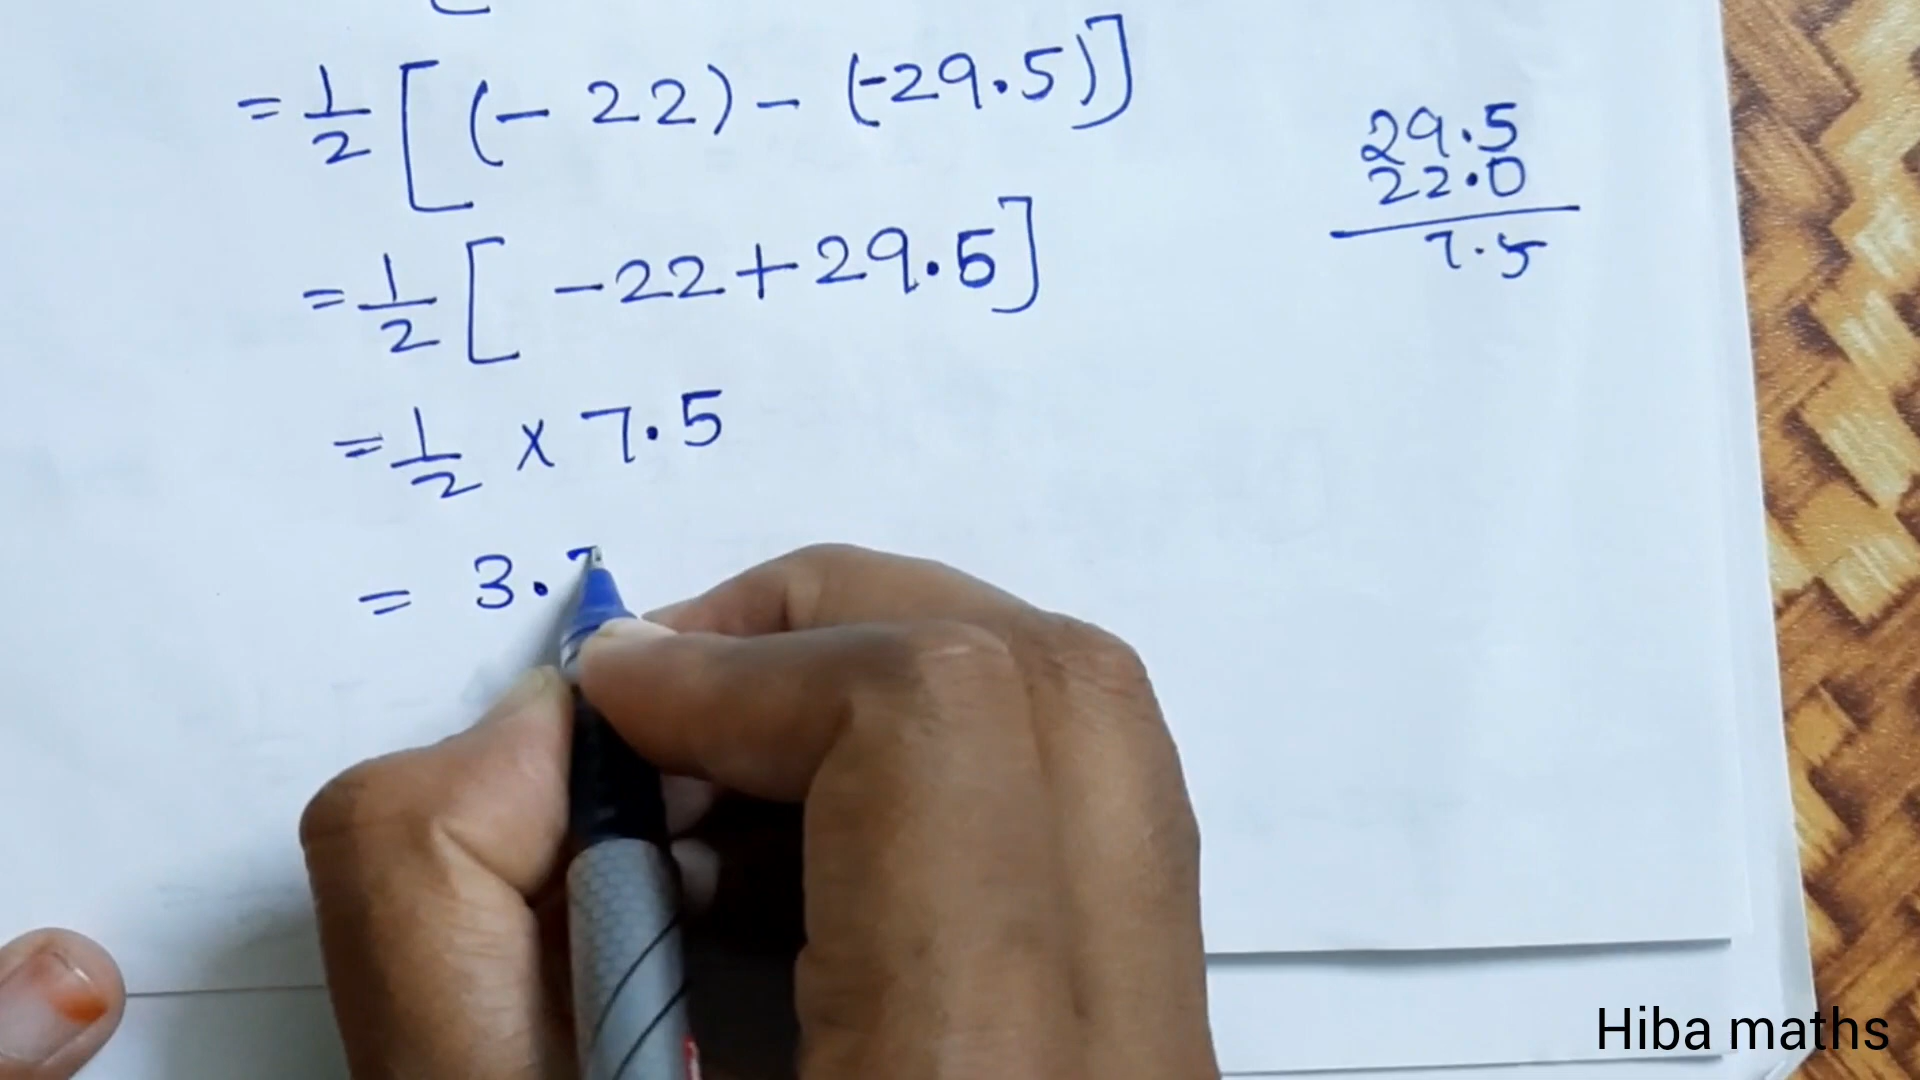 = 1/2 [ (- 22) - (-29.5) ]
= 1/2 [ -22 + 29.5 ]
= 1/2 × 7.5
= 3.7
29.5
22.0
7.5
Hiba maths